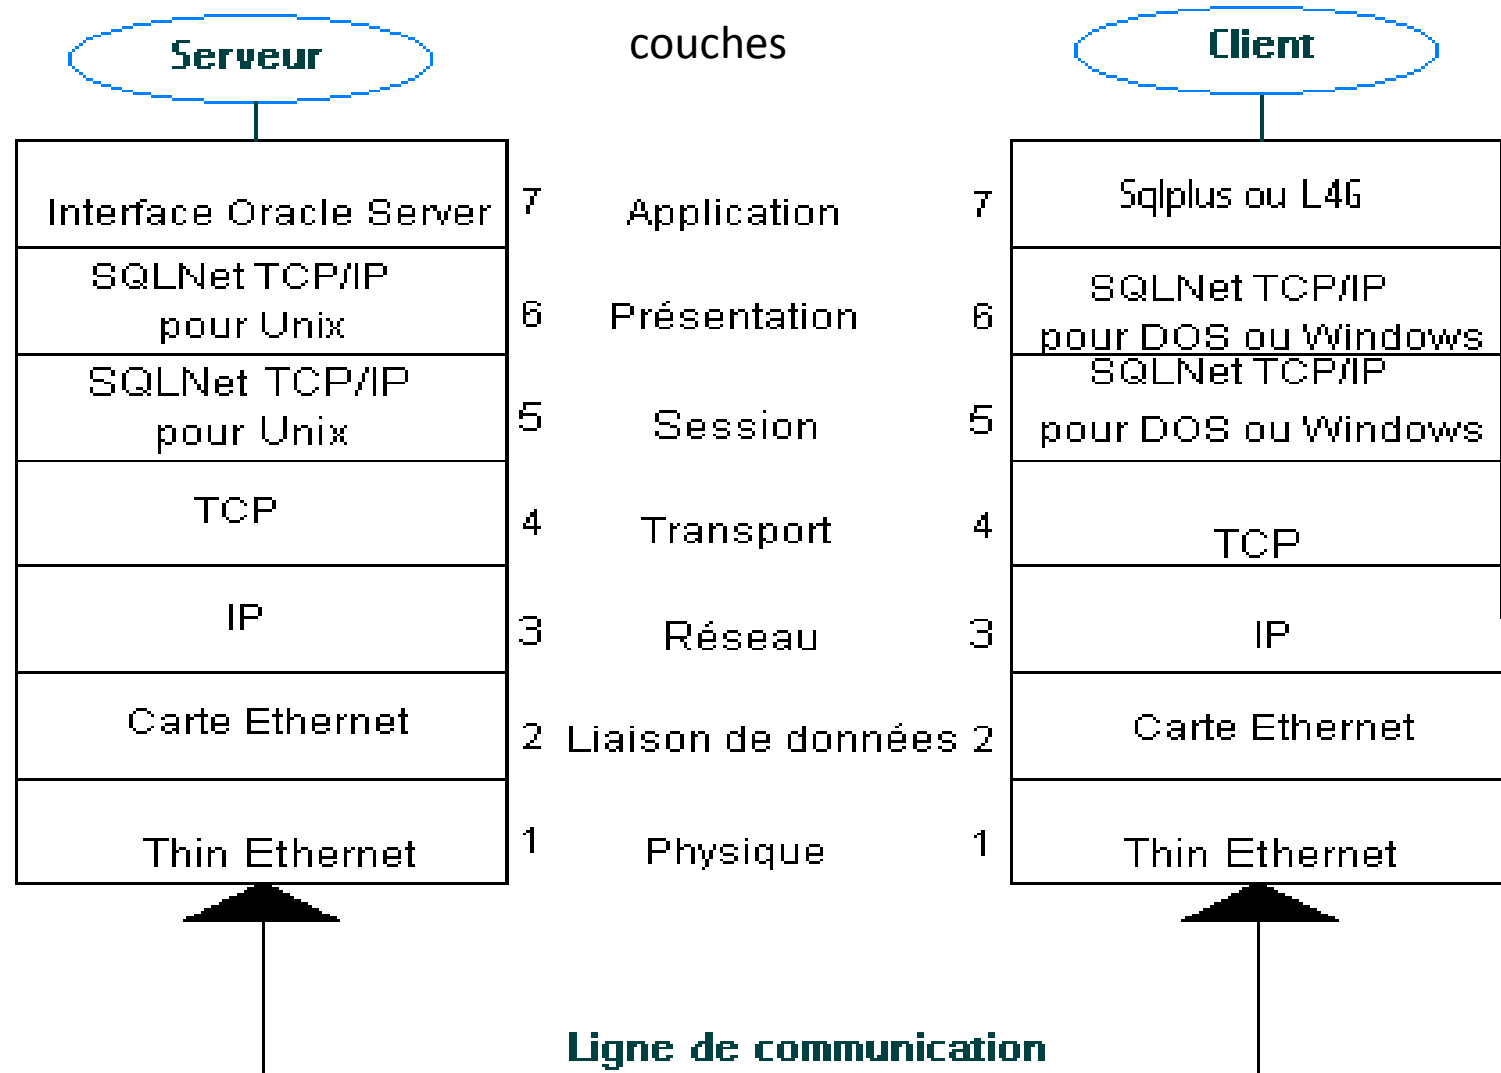 Serveur
couches
Client
Interface Oracle Server
7
Application
7
Sqlplus ou L4G
SQLNet TCP/IP
pour Unix
6
Présentation
6
SQLNet TCP/IP
pour DOS ou Windows
SQLNet TCP/IP
pour Unix
5
Session
5
SQLNet TCP/IP
pour DOS ou Windows
TCP
4
Transport
4
TCP
IP
3
Réseau
3
IP
Carte Ethernet
2
Liaison de données
2
Carte Ethernet
Thin Ethernet
1
Physique
1
Thin Ethernet
Ligne de communication